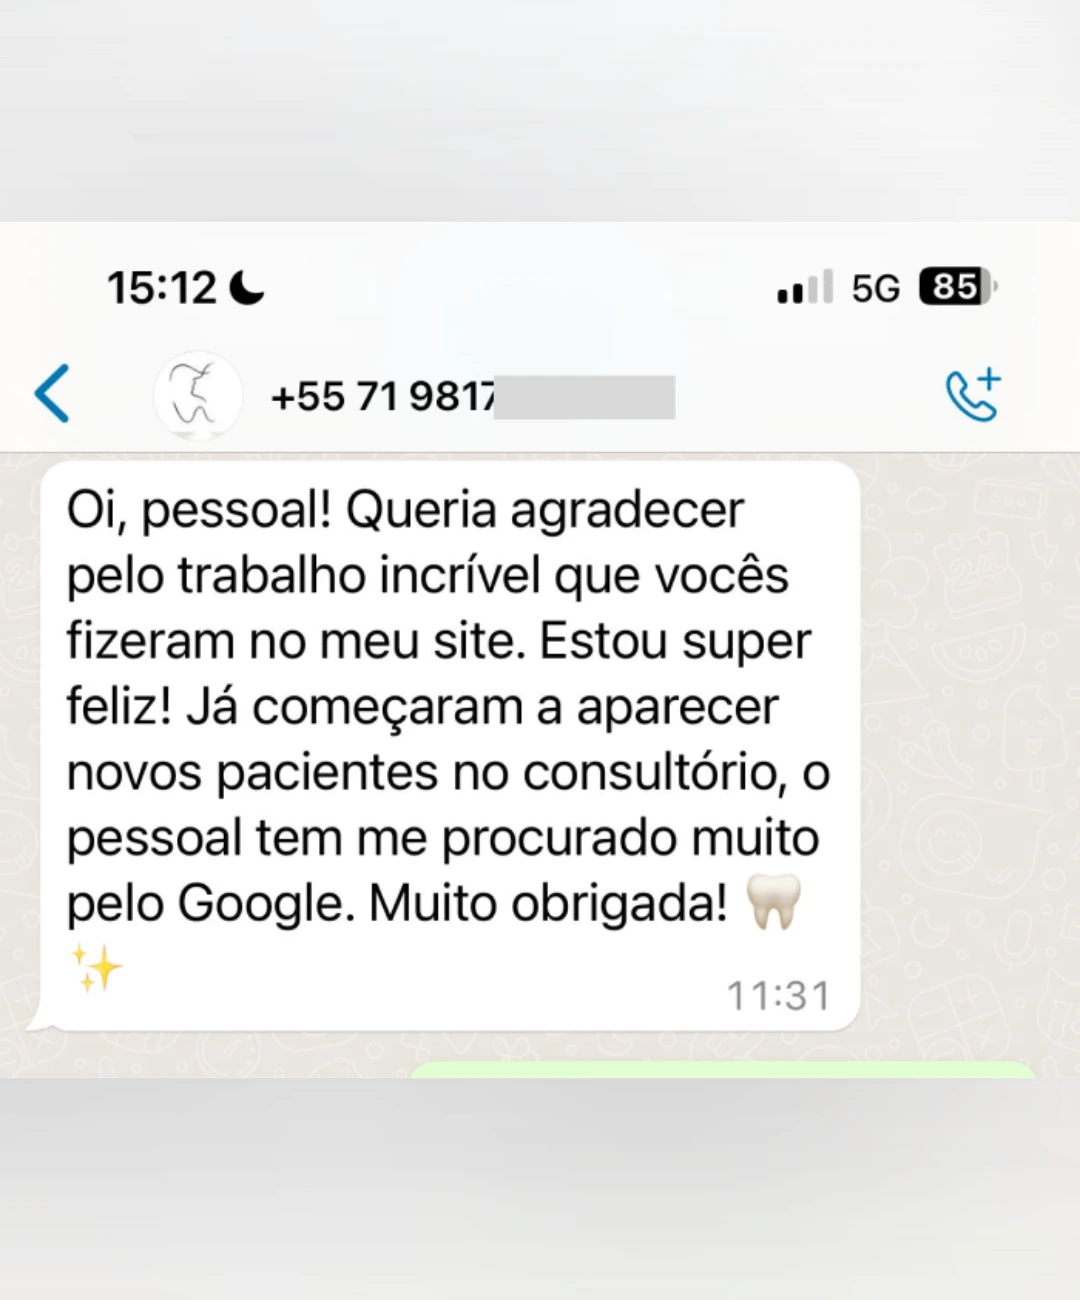 15:12
5G 85
+55 71 9817
Oi, pessoal! Queria agradecer
pelo trabalho incrível que vocês
fizeram no meu site. Estou super
feliz! Já começaram a aparecer
novos pacientes no consultório, o
pessoal tem me procurado muito
pelo Google. Muito obrigada! 🦷
✨
11:31